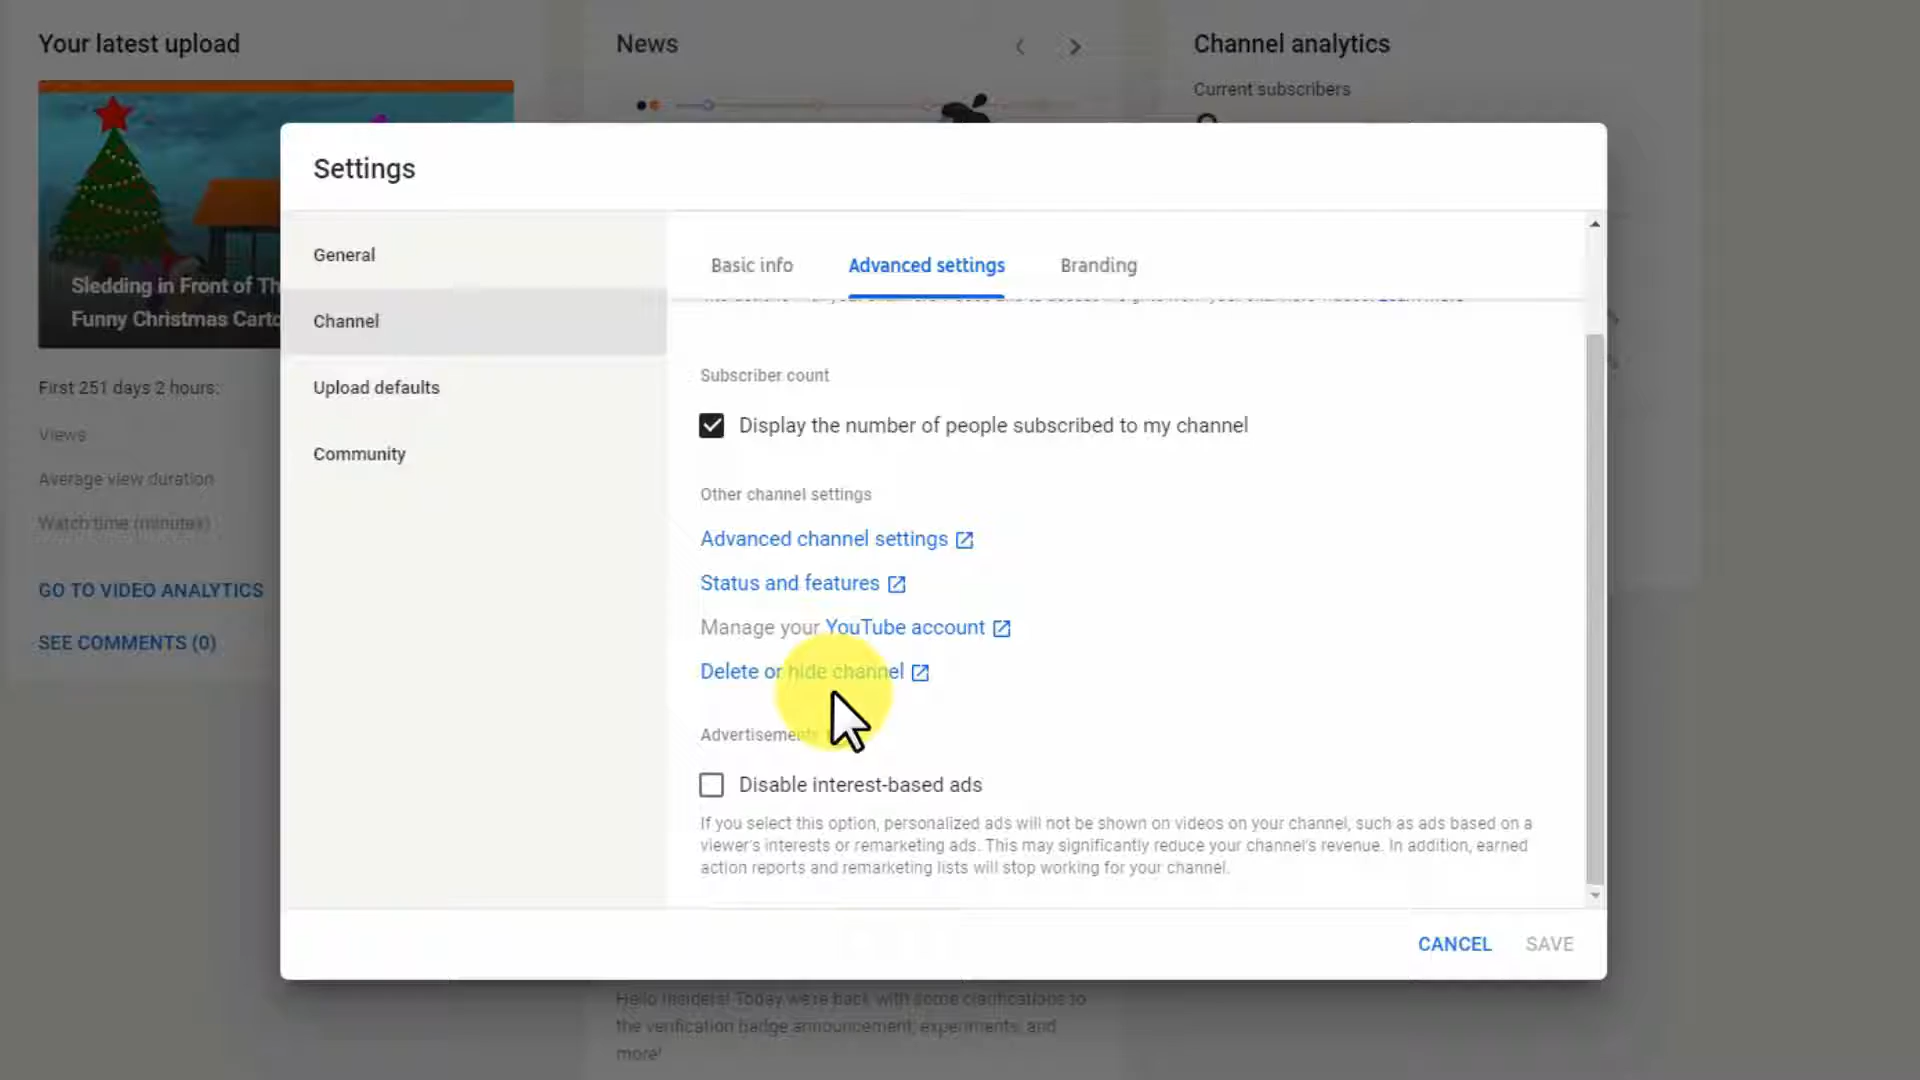 Your latest upload
News
Channel analytics
Current subscribers
Sledding in Front of Th
Funny Christmas Carto
First 251 days 2 hours:
Views
Average view duration
Watch time (minutes)
GO TO VIDEO ANALYTICS
SEE COMMENTS (0)
Settings
General
Channel
Upload defaults
Community
Basic info
Advanced settings
Branding
Subscriber count
Display the number of people subscribed to my channel
Other channel settings
Advanced channel settings
Status and features
Manage your YouTube account
Delete or hide channel
Advertisements
Disable interest-based ads
If you select this option, personalized ads will not be shown on videos on your channel, such as ads based on a
viewer's interests or remarketing ads. This may significantly reduce your channel's revenue. In addition, earned
action reports and remarketing lists will stop working for your channel.
CANCEL
SAVE
Hello Insiders! Today we're back with some clarifications to
the verification badge announcement, experiments, and
more!